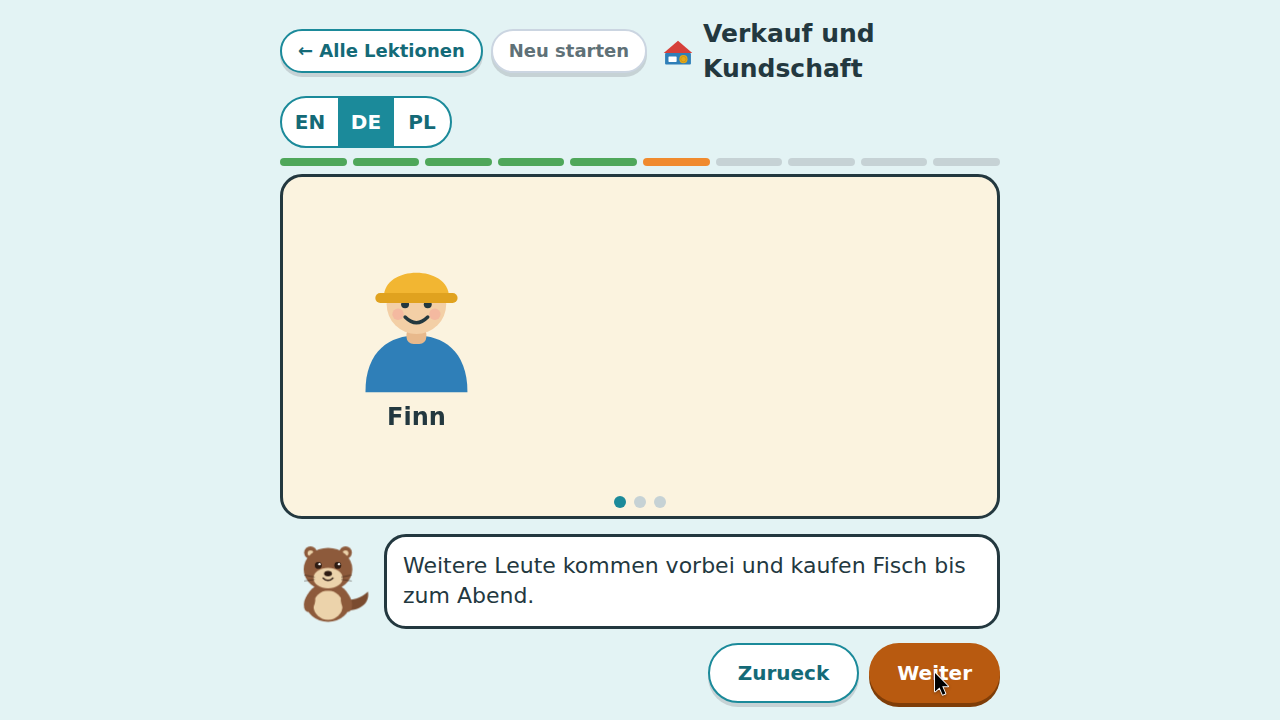 ← Alle Lektionen
Neu starten
Verkauf und
Kundschaft
EN DE PL
Finn
Weitere Leute kommen vorbei und kaufen Fisch bis
zum Abend.
Zurueck
Weiter